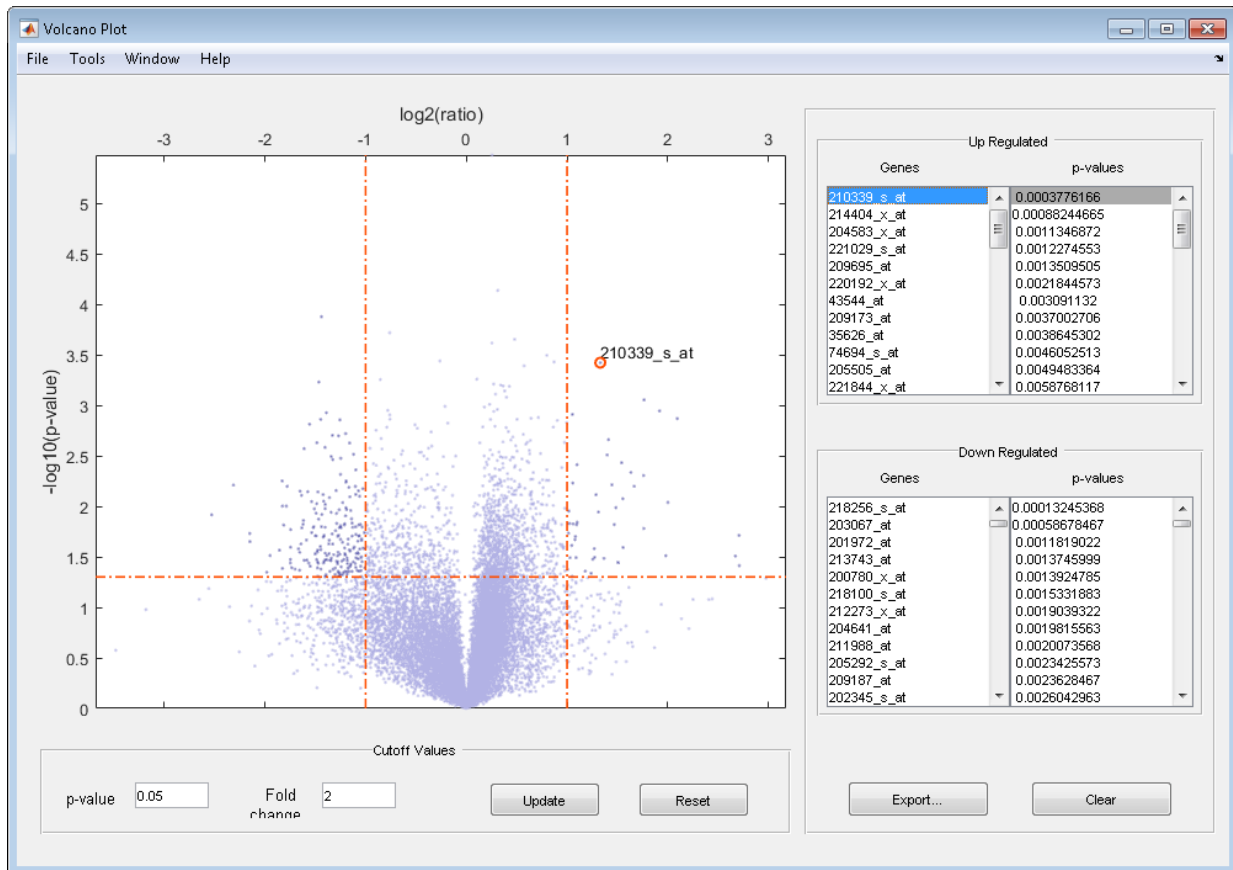 Volcano Plot
File Tools Window Help
log2(ratio)
-3 -2 -1 0 1 2 3
5
4.5
4
3.5
3
2.5
2
1.5
1
0.5
0
-log10(p-value)
210339_s_at
Up Regulated
Genes p-values
210339_s_at 0.0003776166
214404_x_at 0.00088244665
204583_x_at 0.0011346872
221029_s_at 0.0012274553
209695_at 0.0013509505
220192_x_at 0.0021844573
43544_at 0.003091132
209173_at 0.0037002706
35626_at 0.0038645302
74694_s_at 0.0046052513
205505_at 0.0049483364
221844_x_at 0.0058768117
Down Regulated
Genes p-values
218256_s_at 0.00013245368
203067_at 0.00058678467
201972_at 0.0011819022
213743_at 0.0013745999
200780_x_at 0.0013924785
218100_s_at 0.0015331883
212273_x_at 0.0019039322
204641_at 0.0019815563
211988_at 0.0020073568
205292_s_at 0.0023425573
209187_at 0.0023628467
202345_s_at 0.0026042963
Cutoff Values
p-value 0.05 Fold change 2 Update Reset
Export... Clear